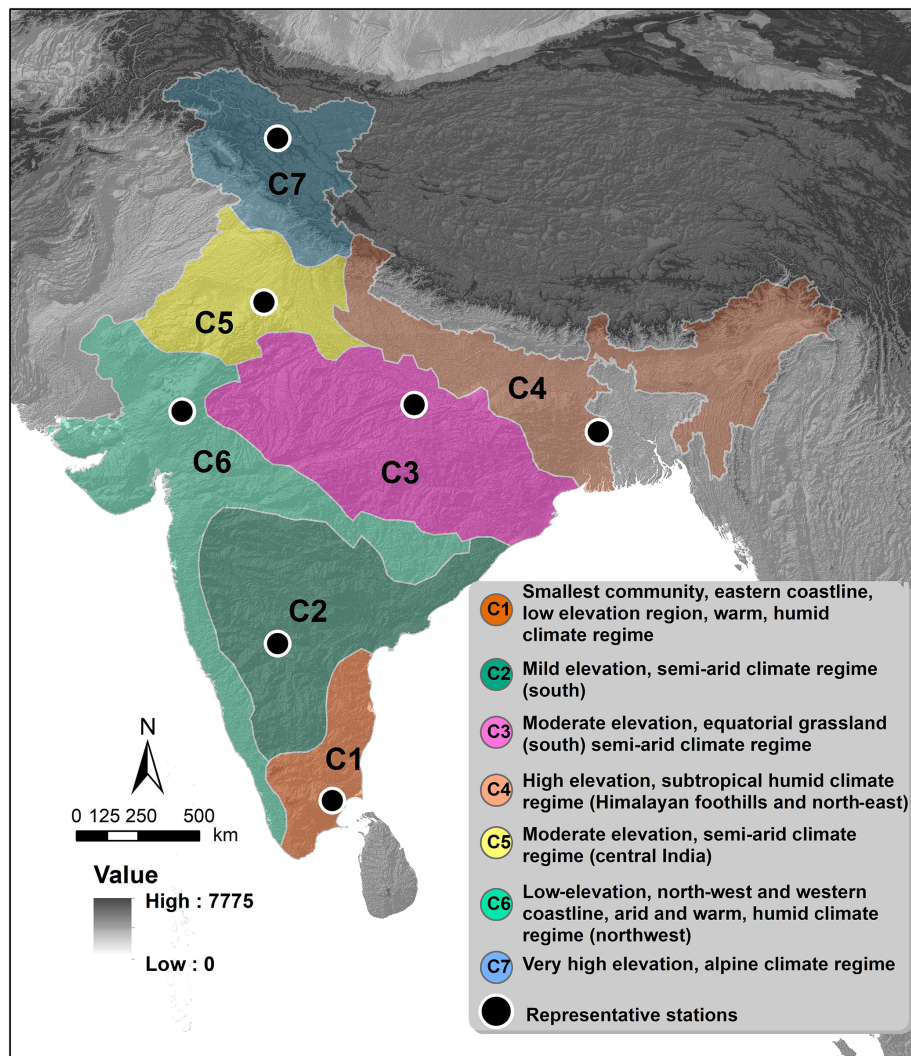 C7
C5
C4
C6
C3
C2
C1
N
0 125 250 500
km
Value
High : 7775
Low : 0
C1 Smallest community, eastern coastline,
low elevation region, warm, humid
climate regime
C2 Mild elevation, semi-arid climate regime
(south)
C3 Moderate elevation, equatorial grassland
(south) semi-arid climate regime
C4 High elevation, subtropical humid climate
regime (Himalayan foothills and north-east)
C5 Moderate elevation, semi-arid climate
regime (central India)
C6 Low-elevation, north-west and western
coastline, arid and warm, humid climate
regime (northwest)
C7 Very high elevation, alpine climate regime
Representative stations